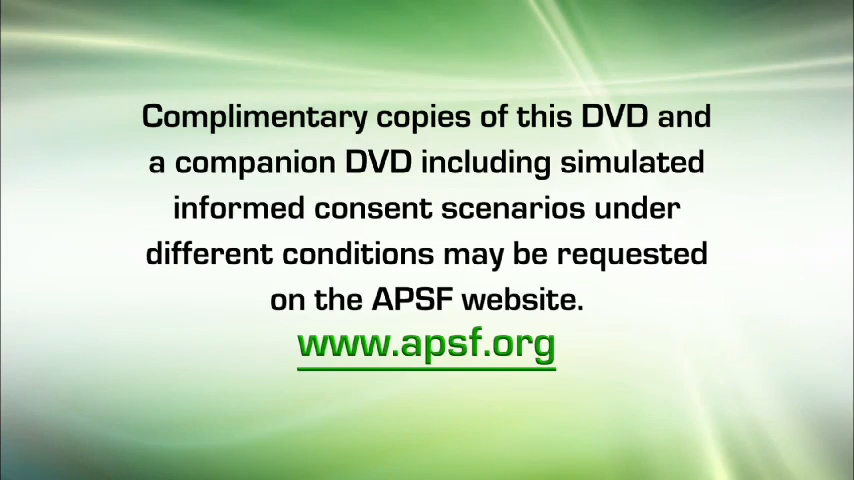 Complimentary copies of this DVD and
a companion DVD including simulated
informed consent scenarios under
different conditions may be requested
on the APSF website.
www.apsf.org